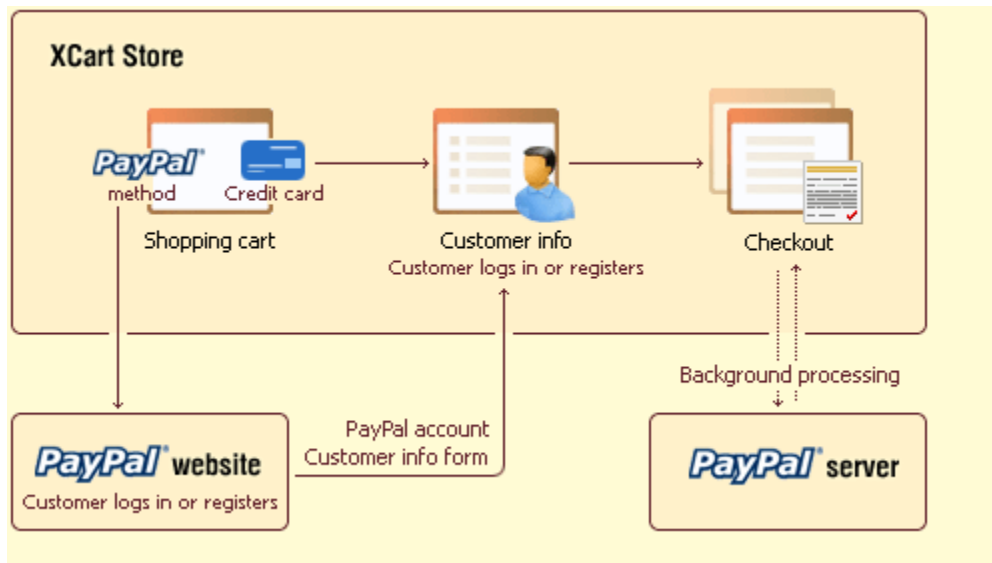 XCart Store
PayPal®
method
Credit card
Shopping cart
Customer info
Customer logs in or registers
Checkout
Background processing
PayPal account
Customer info form
PayPal® website
Customer logs in or registers
PayPal® server